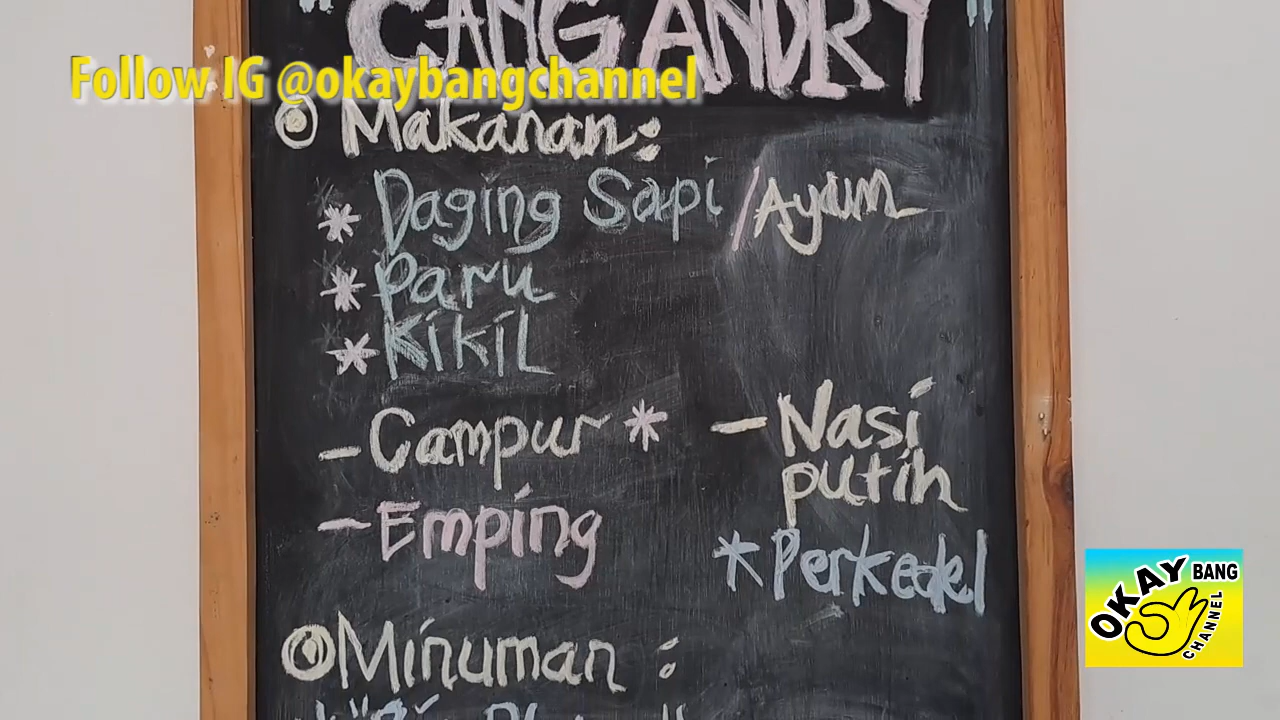 "CANG ANDRY"
Follow IG @okaybangchannel
Makanan:
* Daging Sapi / Ayam
* Paru
* Kikil
- Campur *
- Emping
- Nasi putih
* Perkedel
Minuman :
OKAY BANG CHANNEL